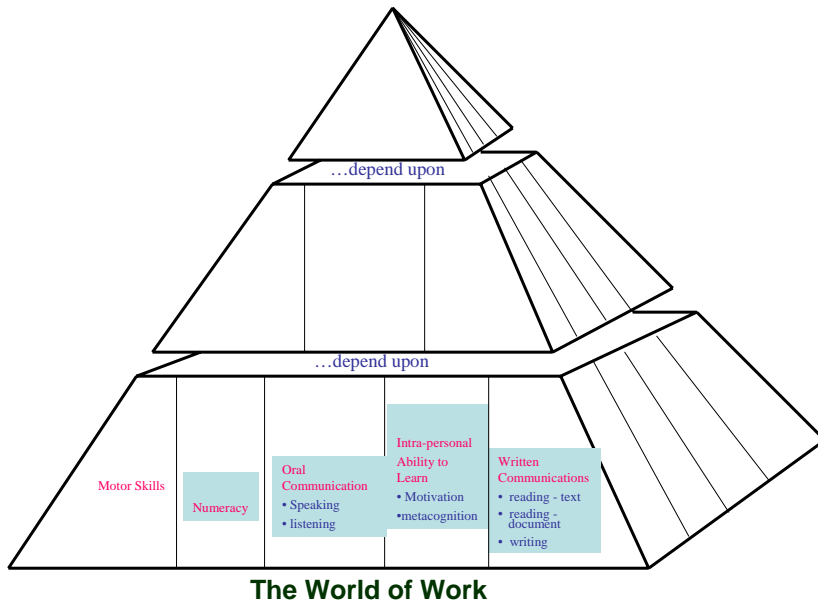 …depend upon
…depend upon
Motor Skills
Numeracy
Oral
Communication
• Speaking
• listening
Intra-personal
Ability to
Learn
• Motivation
•metacognition
Written
Communications
• reading - text
• reading -
document
• writing
The World of Work